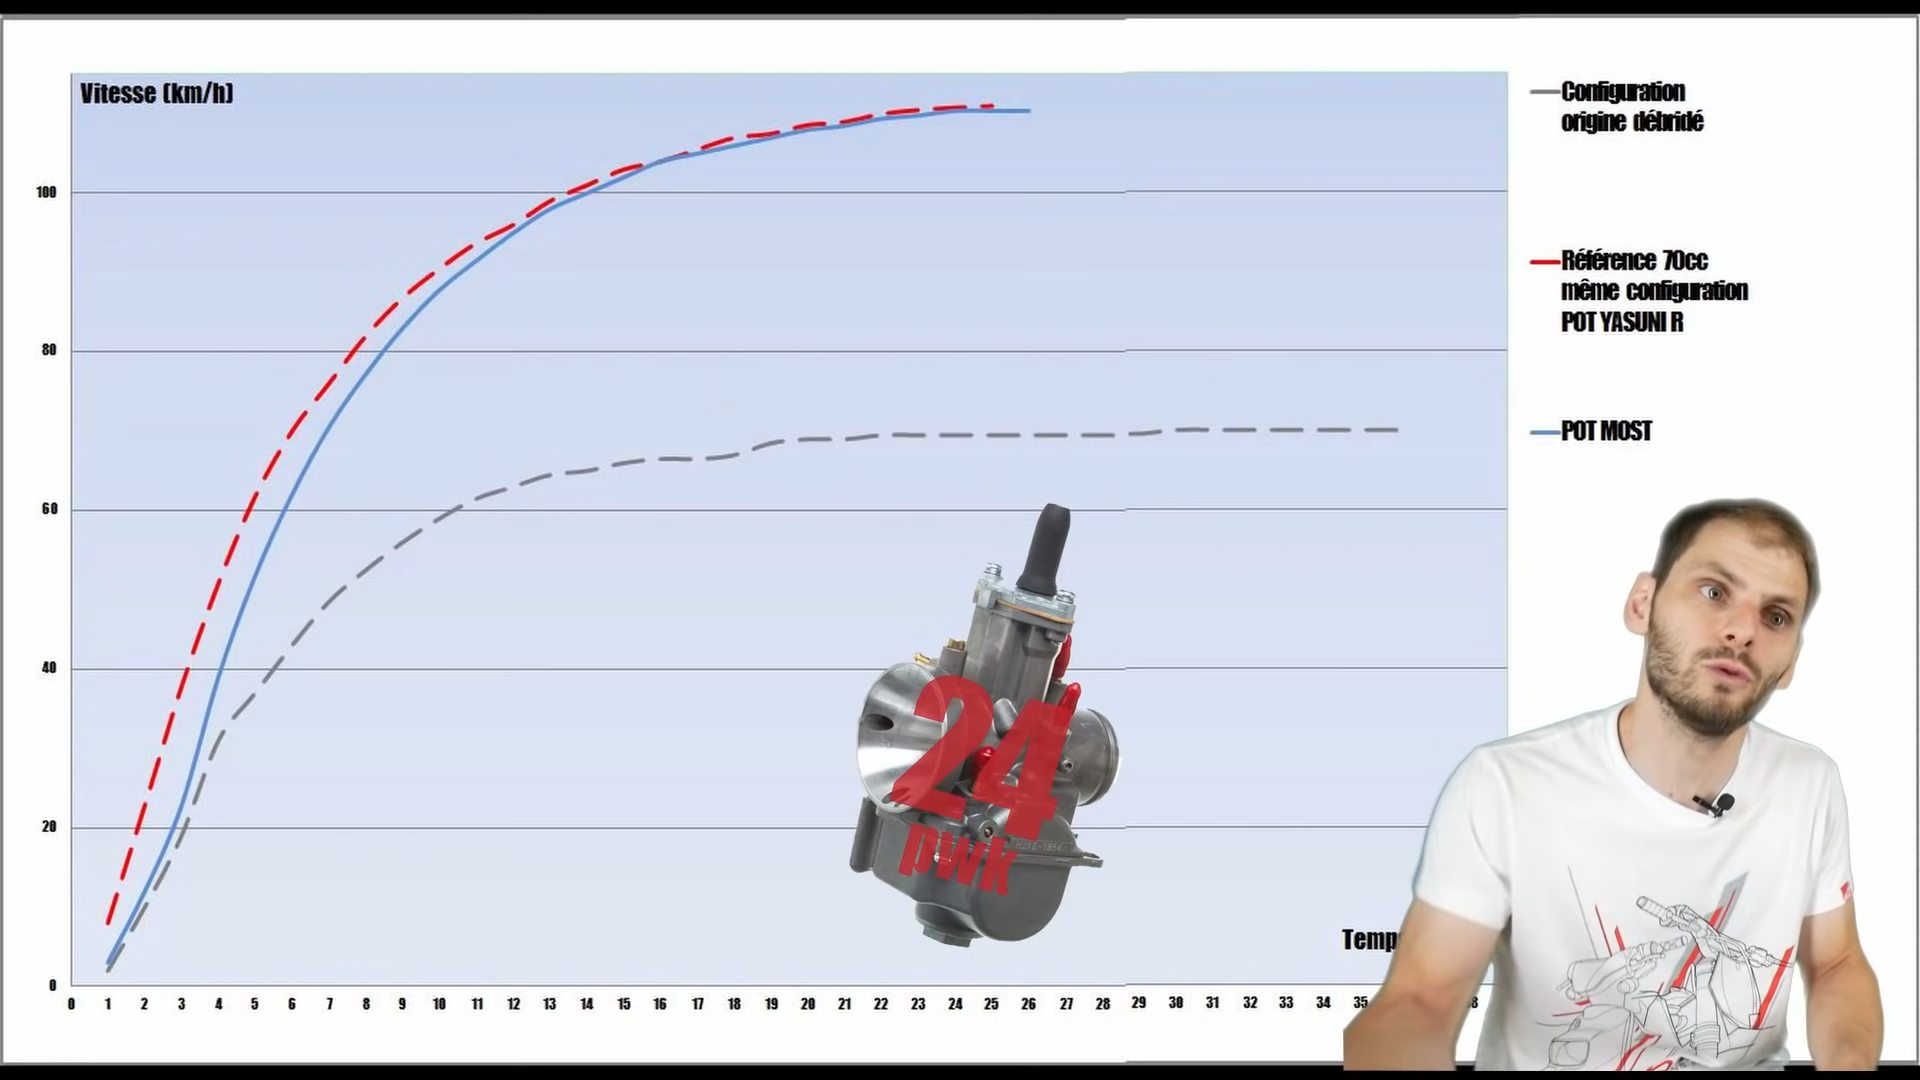 Vitesse (km/h)
Configuration
origine débridé
Référence 70cc
même configuration
POT YASUNI R
POT MOST
100
80
60
40
20
0
24
pwk
Temp
0 1 2 3 4 5 6 7 8 9 10 11 12 13 14 15 16 17 18 19 20 21 22 23 24 25 26 27 28 29 30 31 32 33 34 35 38